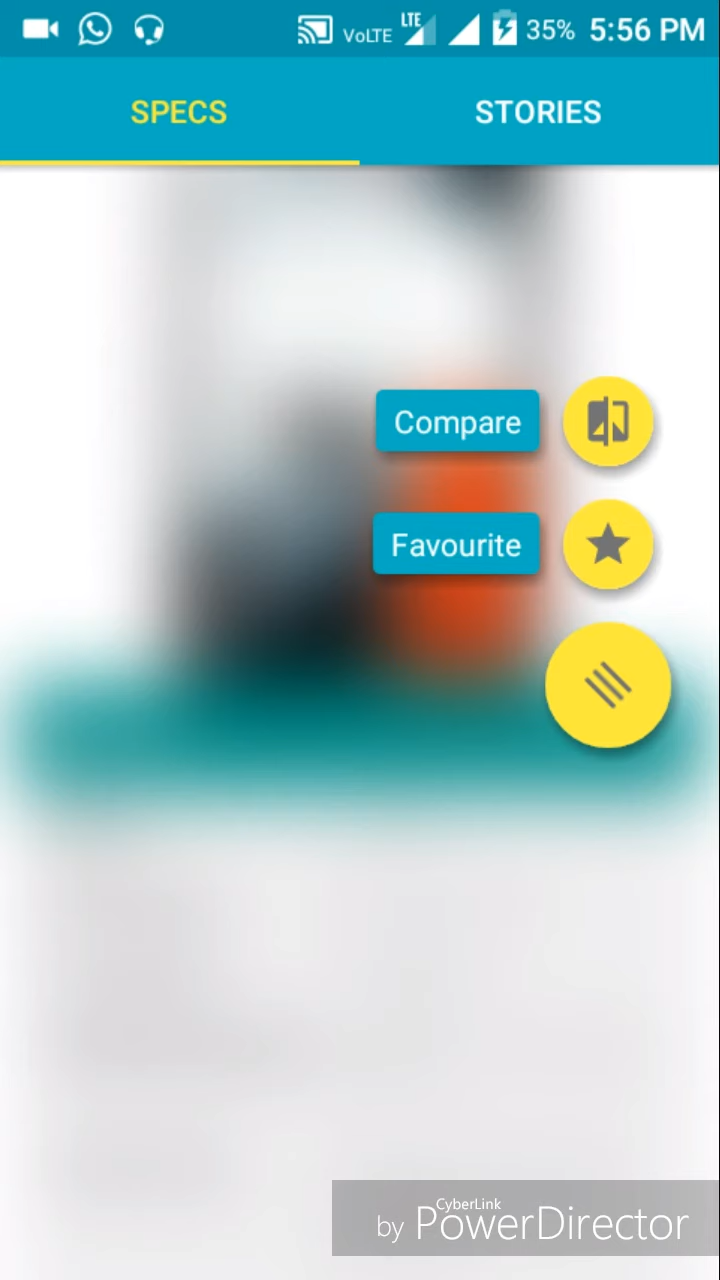 VoLTE LTE 35% 5:56 PM
SPECS STORIES
Compare
Favourite
CyberLink
by PowerDirector